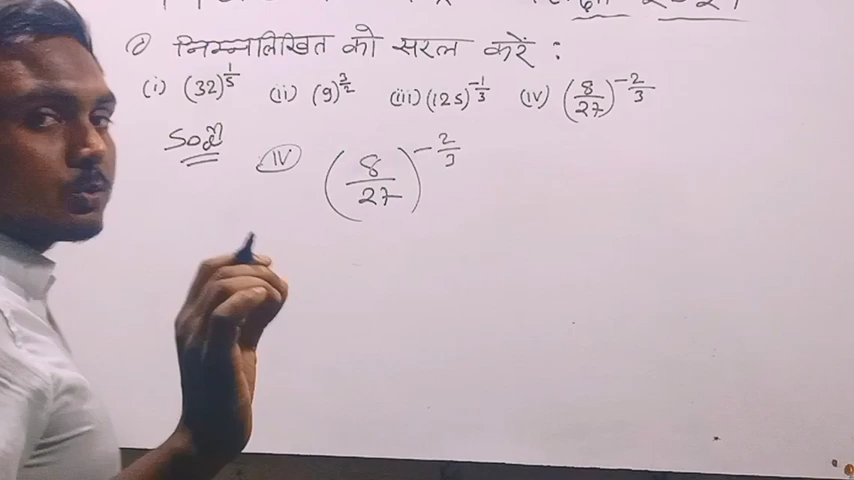 निम्नलिखित को सरल करें :
(i) (32)^{1/5} (ii) (9)^{3/2} (iii) (125)^{-1/3} (iv) (8/27)^{-2/3}
Solⁿ
(iv) (8/27)^{-2/3}